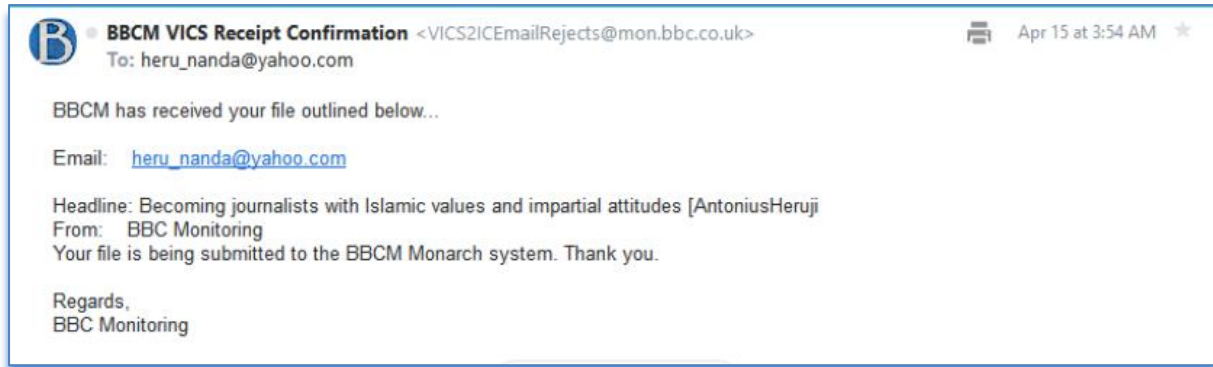 B
BBCM VICS Receipt Confirmation <VICS2ICEmailRejects@mon.bbc.co.uk> Apr 15 at 3:54 AM
To: heru_nanda@yahoo.com
BBCM has received your file outlined below...
Email: heru_nanda@yahoo.com
Headline: Becoming journalists with Islamic values and impartial attitudes [AntoniusHeruji
From: BBC Monitoring
Your file is being submitted to the BBCM Monarch system. Thank you.
Regards,
BBC Monitoring